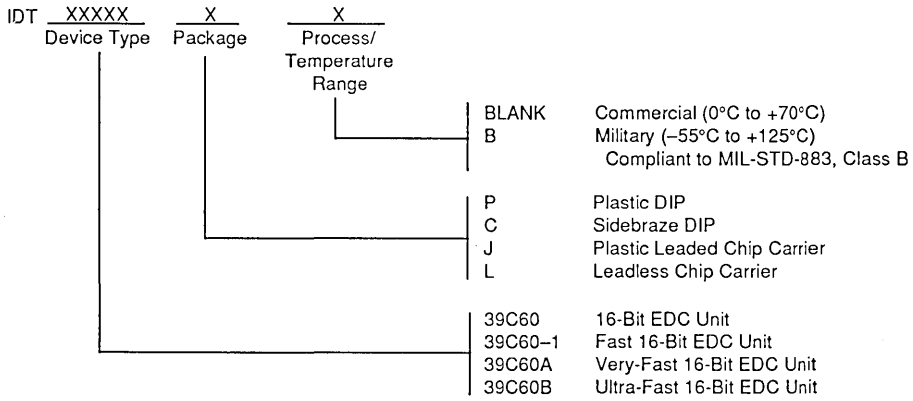 IDT XXXXX X X
Device Type Package Process/
Temperature
Range
BLANK Commercial (0°C to +70°C)
B Military (–55°C to +125°C)
Compliant to MIL-STD-883, Class B
P Plastic DIP
C Sidebraze DIP
J Plastic Leaded Chip Carrier
L Leadless Chip Carrier
39C60 16-Bit EDC Unit
39C60–1 Fast 16-Bit EDC Unit
39C60A Very-Fast 16-Bit EDC Unit
39C60B Ultra-Fast 16-Bit EDC Unit